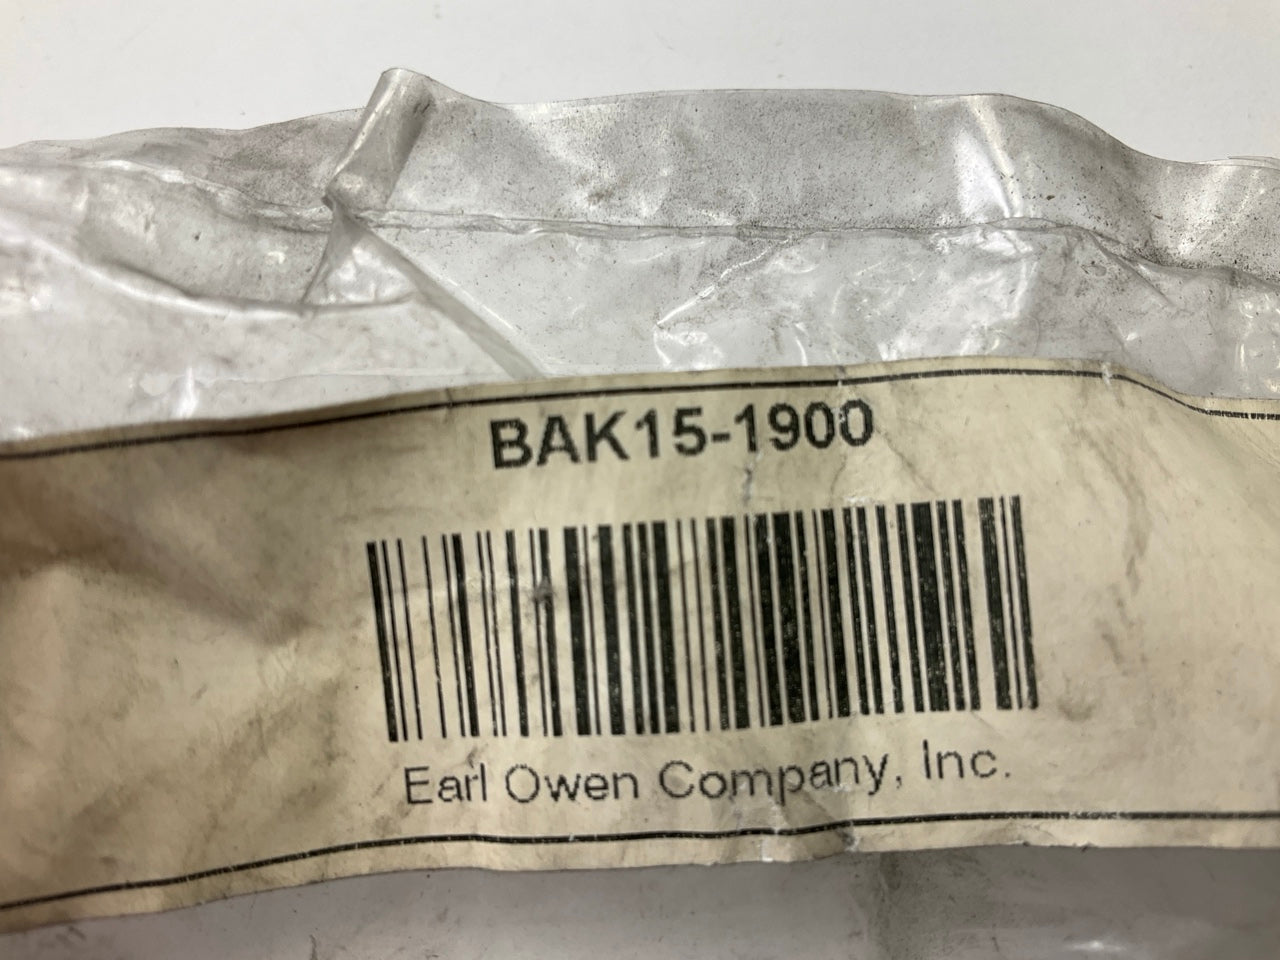 BAK15-1900
Earl Owen Company, Inc.